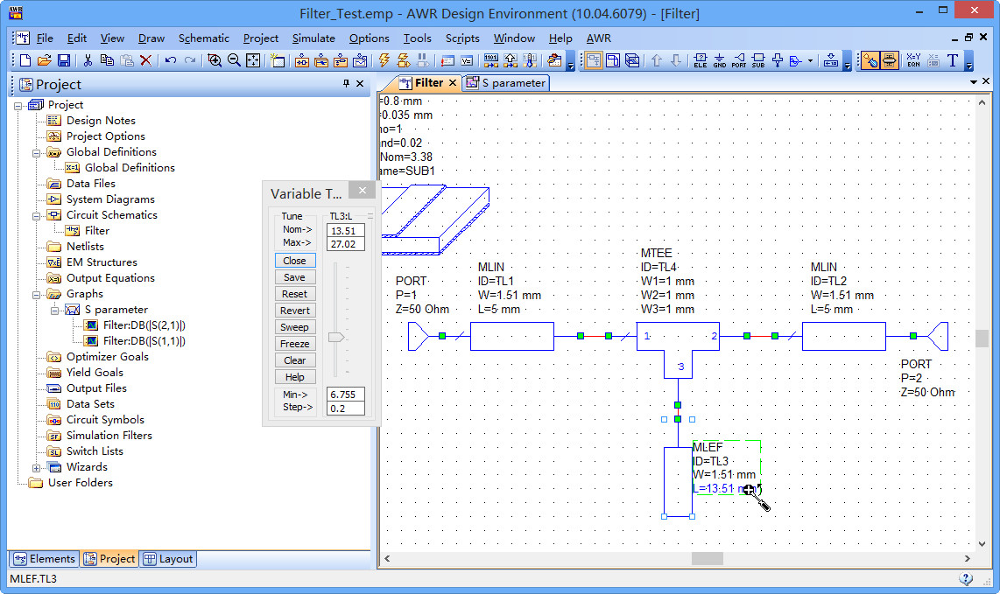 AWR
Filter_Test.emp - AWR Design Environment (10.04.6079) - [Filter]
File Edit View Draw Schematic Project Simulate Options Tools Scripts Window Help AWR
ELE GND PORT SUB X=Y EQN T
Project
Filter S parameter
Project
Design Notes
Project Options
Global Definitions
Global Definitions
Data Files
System Diagrams
Circuit Schematics
Filter
Netlists
EM Structures
Output Equations
Graphs
S parameter
Filter:DB(|S(2,1)|)
Filter:DB(|S(1,1)|)
Optimizer Goals
Yield Goals
Output Files
Data Sets
Circuit Symbols
Simulation Filters
Switch Lists
Wizards
User Folders
Elements Project Layout
MLEF.TL3
Variable T...
Tune TL3:L
Nom-> 13.51
Max-> 27.02
Close
Save
Reset
Revert
Sweep
Freeze
Clear
Help
Min-> 6.755
Step-> 0.2
=0.8 mm
=0.035 mm
no=1
and=0.02
Nom=3.38
ame=SUB1
PORT
P=1
Z=50 Ohm
MLIN
ID=TL1
W=1.51 mm
L=5 mm
MTEE
ID=TL4
W1=1 mm
W2=1 mm
W3=1 mm
MLIN
ID=TL2
W=1.51 mm
L=5 mm
1 2
3
PORT
P=2
Z=50 Ohm
MLEF
ID=TL3
W=1.51 mm
L=13.51